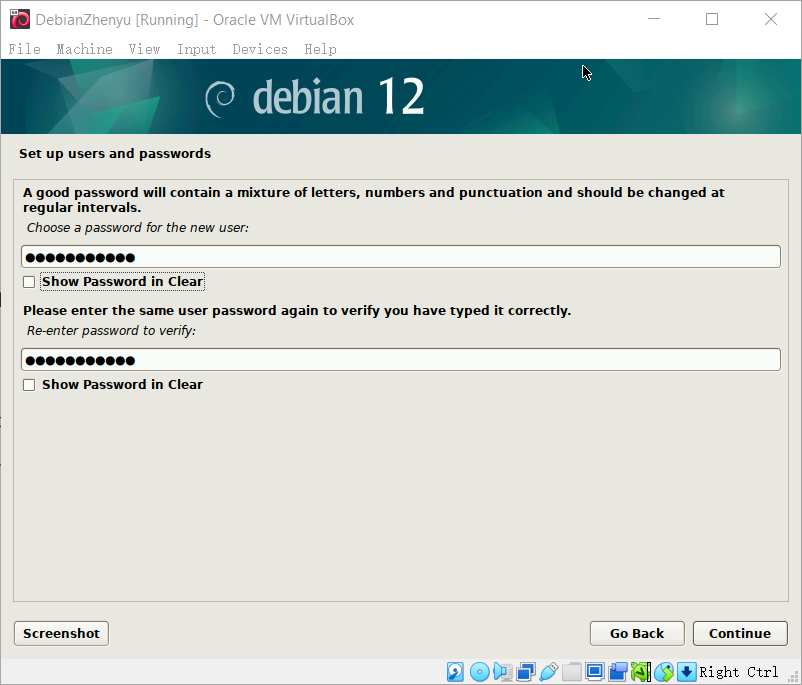 DebianZhenyu [Running] - Oracle VM VirtualBox
File Machine View Input Devices Help
debian 12
Set up users and passwords
A good password will contain a mixture of letters, numbers and punctuation and should be changed at
regular intervals.
Choose a password for the new user:
●●●●●●●●●●●
Show Password in Clear
Please enter the same user password again to verify you have typed it correctly.
Re-enter password to verify:
●●●●●●●●●●●
Show Password in Clear
Screenshot Go Back Continue
Right Ctrl